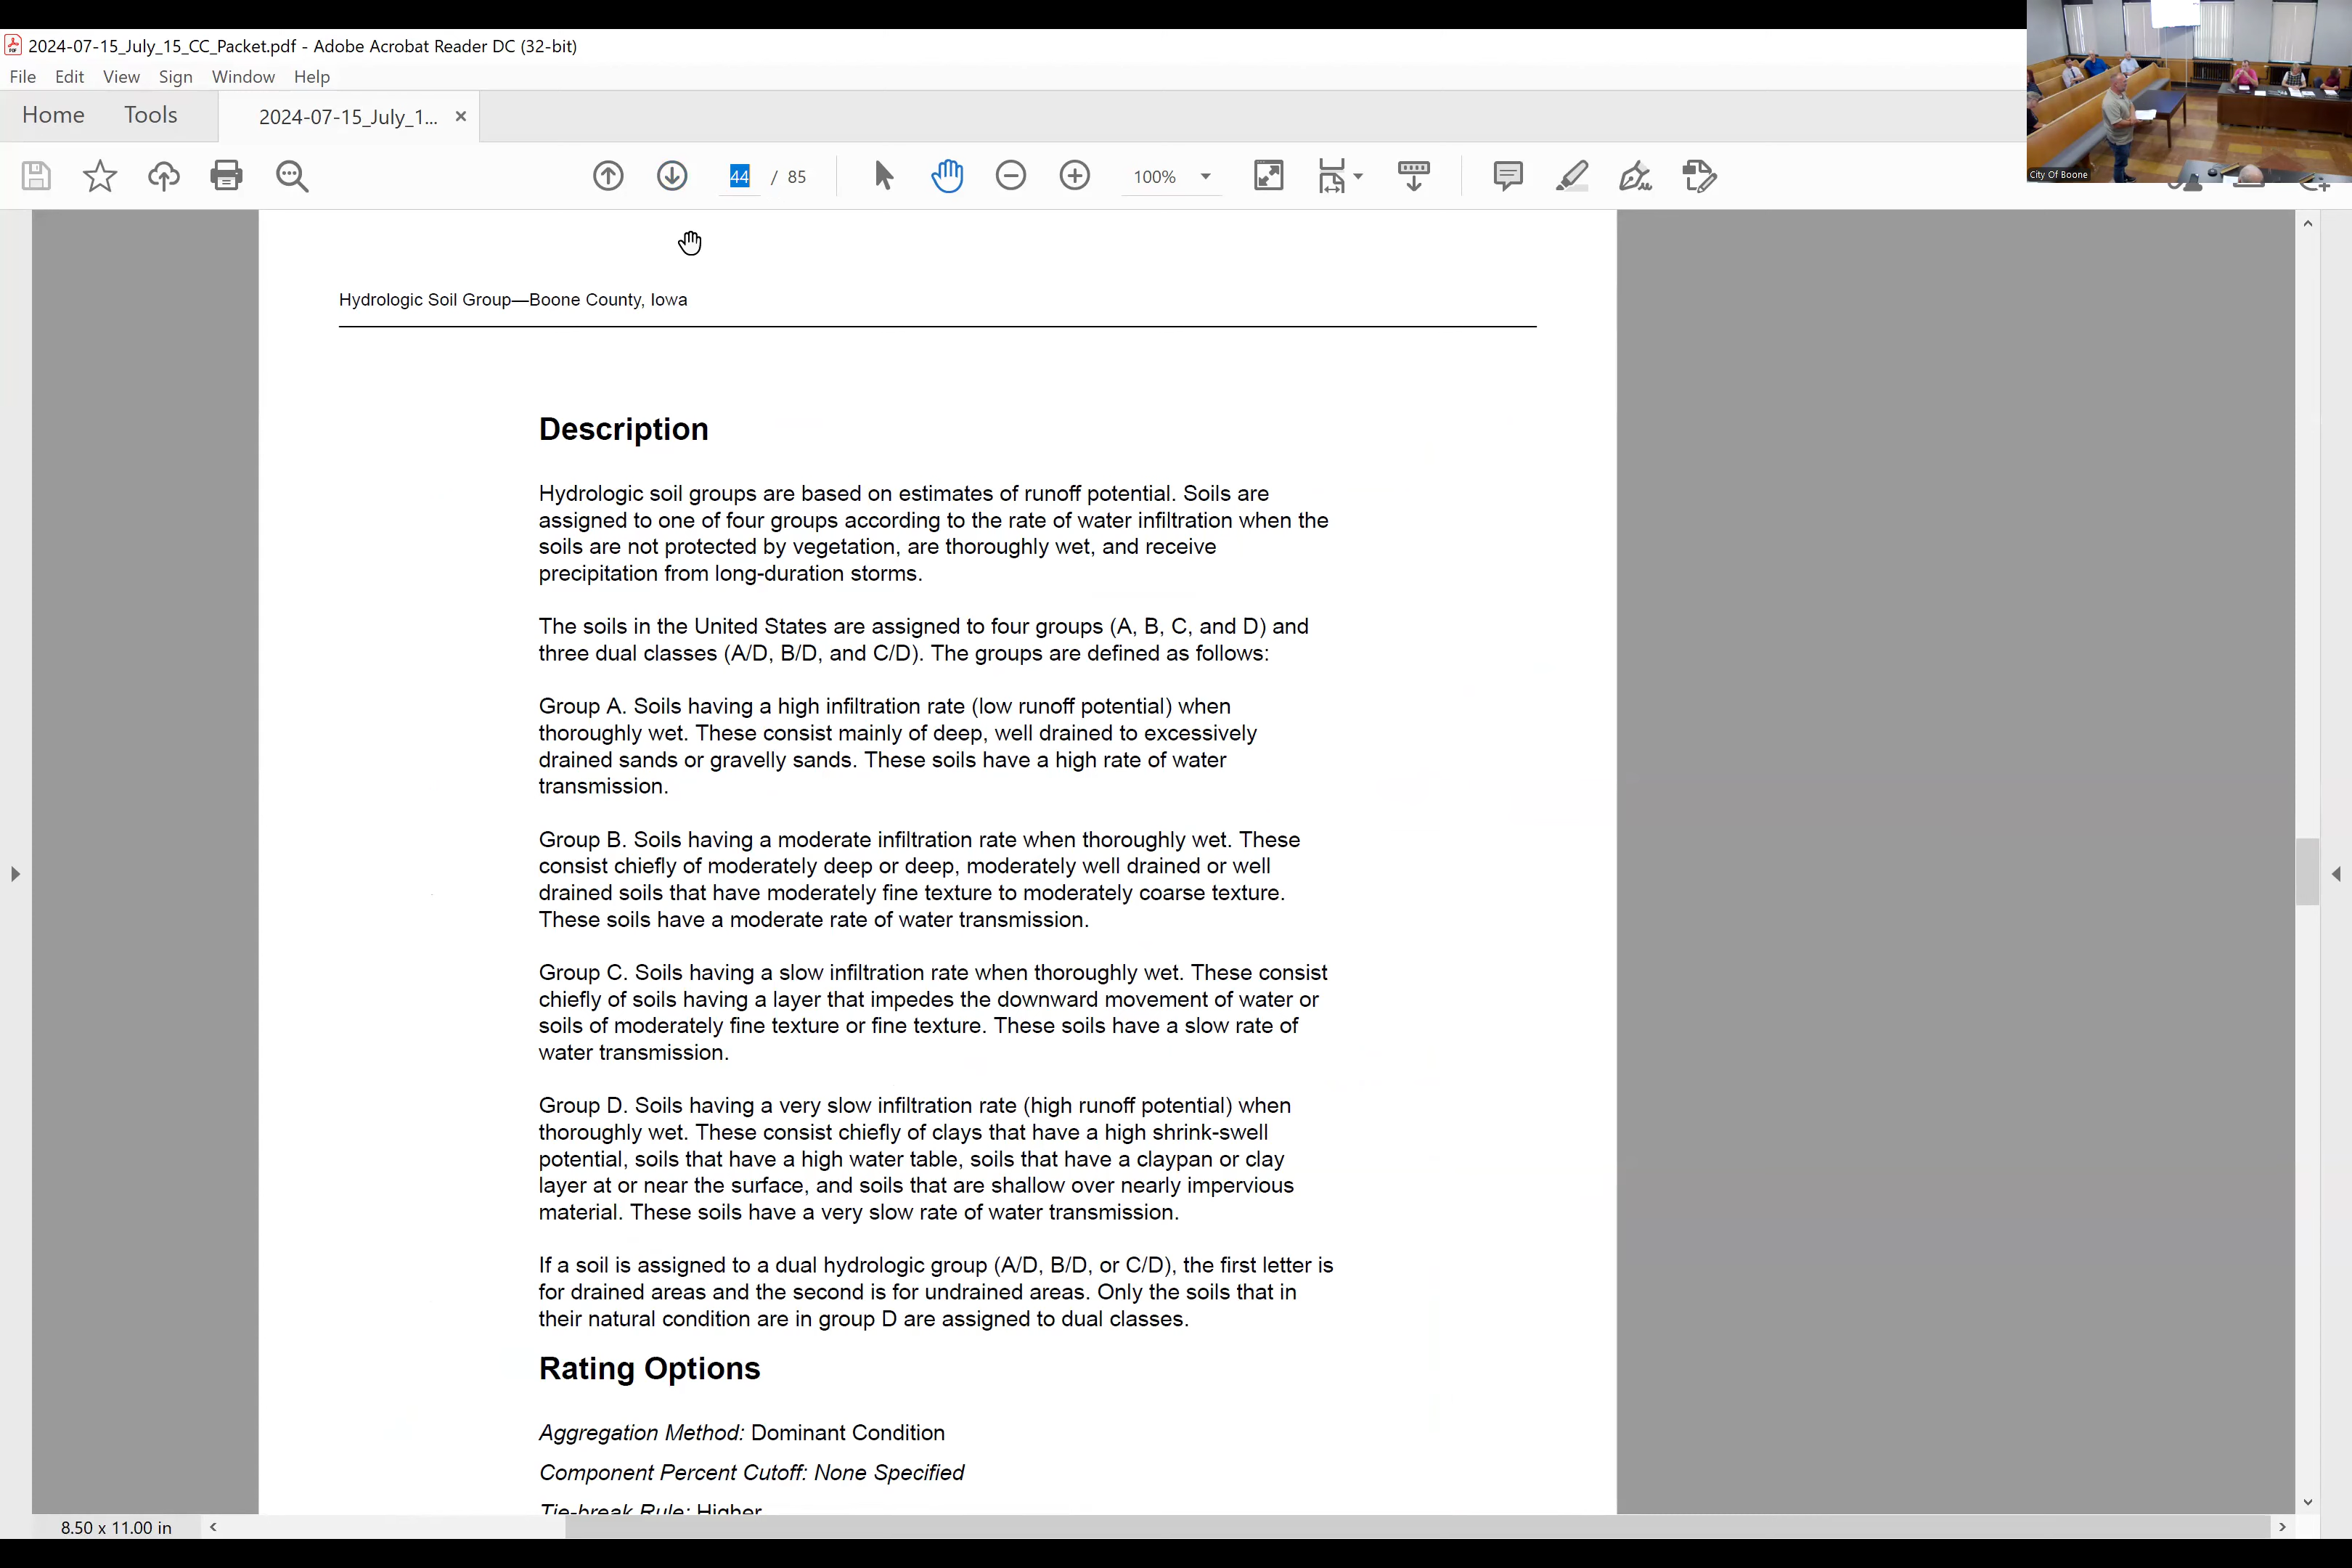 2024-07-15_July_15_CC_Packet.pdf - Adobe Acrobat Reader DC (32-bit)
File Edit View Sign Window Help
Home Tools 2024-07-15_July_1... ×
44 / 85 100%
City Of Boone
Hydrologic Soil Group—Boone County, Iowa
Description
Hydrologic soil groups are based on estimates of runoff potential. Soils are
assigned to one of four groups according to the rate of water infiltration when the
soils are not protected by vegetation, are thoroughly wet, and receive
precipitation from long-duration storms.
The soils in the United States are assigned to four groups (A, B, C, and D) and
three dual classes (A/D, B/D, and C/D). The groups are defined as follows:
Group A. Soils having a high infiltration rate (low runoff potential) when
thoroughly wet. These consist mainly of deep, well drained to excessively
drained sands or gravelly sands. These soils have a high rate of water
transmission.
Group B. Soils having a moderate infiltration rate when thoroughly wet. These
consist chiefly of moderately deep or deep, moderately well drained or well
drained soils that have moderately fine texture to moderately coarse texture.
These soils have a moderate rate of water transmission.
Group C. Soils having a slow infiltration rate when thoroughly wet. These consist
chiefly of soils having a layer that impedes the downward movement of water or
soils of moderately fine texture or fine texture. These soils have a slow rate of
water transmission.
Group D. Soils having a very slow infiltration rate (high runoff potential) when
thoroughly wet. These consist chiefly of clays that have a high shrink-swell
potential, soils that have a high water table, soils that have a claypan or clay
layer at or near the surface, and soils that are shallow over nearly impervious
material. These soils have a very slow rate of water transmission.
If a soil is assigned to a dual hydrologic group (A/D, B/D, or C/D), the first letter is
for drained areas and the second is for undrained areas. Only the soils that in
their natural condition are in group D are assigned to dual classes.
Rating Options
Aggregation Method: Dominant Condition
Component Percent Cutoff: None Specified
Tie-break Rule: Higher
8.50 x 11.00 in